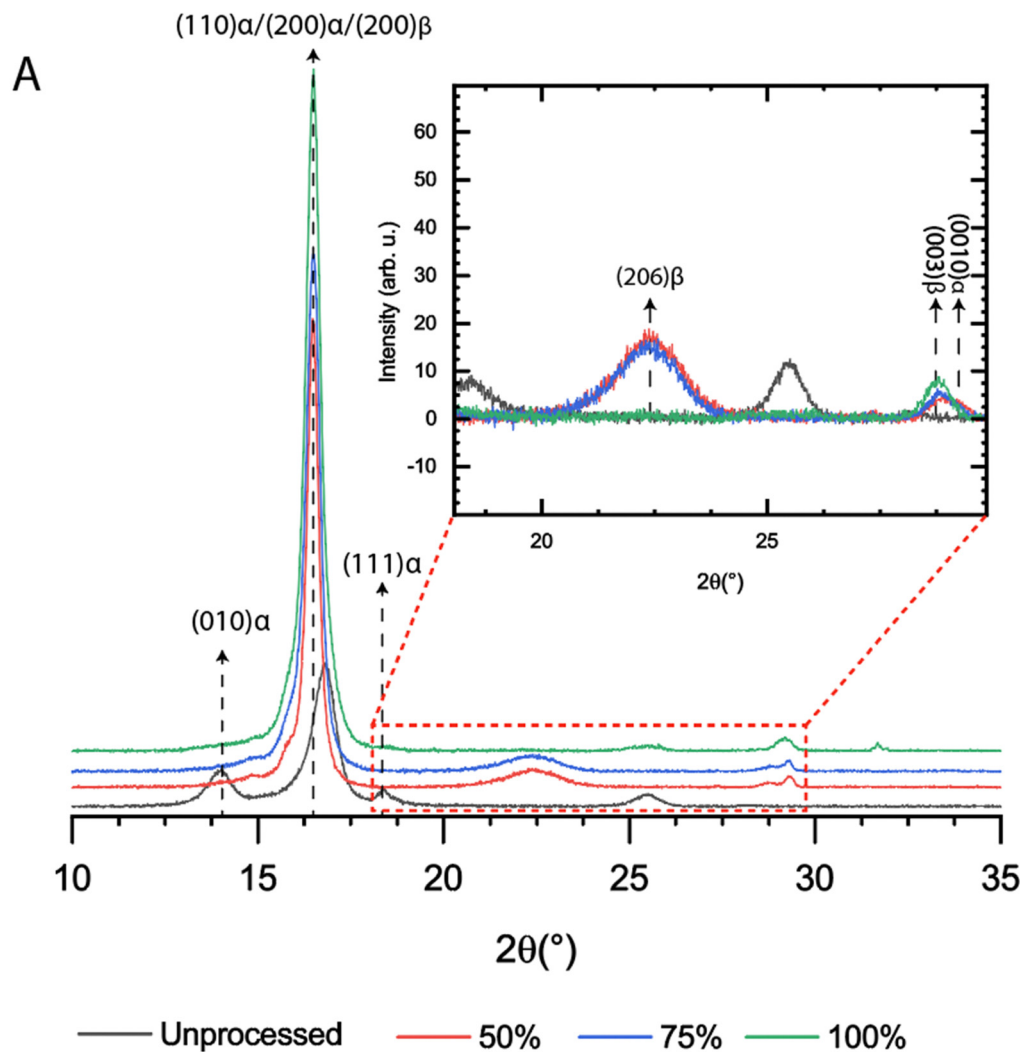 (110)α/(200)α/(200)β
A
60
50
40
30
20
10
0
-10
Intensity (arb. u.)
(206)β
(003)β
(0010)α
20 25
2θ(°)
(111)α
(010)α
10 15 20 25 30 35
2θ(°)
Unprocessed 50% 75% 100%